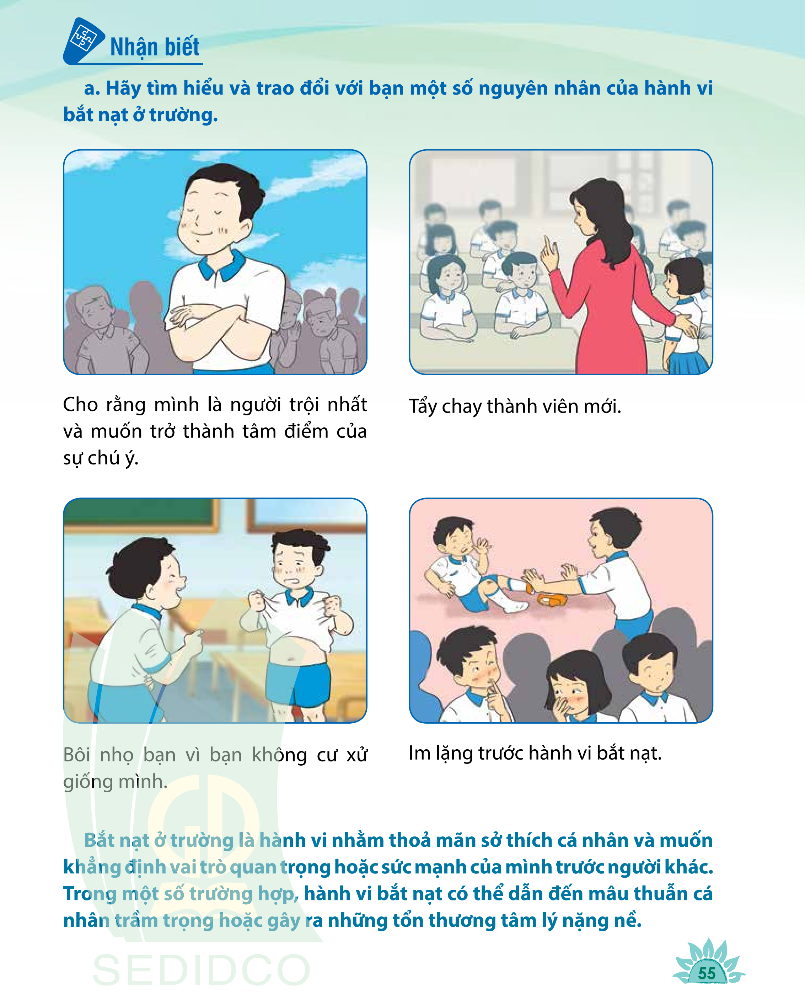 Nhận biết
a. Hãy tìm hiểu và trao đổi với bạn một số nguyên nhân của hành vi
bắt nạt ở trường.
Cho rằng mình là người trội nhất
và muốn trở thành tâm điểm của
sự chú ý.
Tẩy chay thành viên mới.
Bôi nhọ bạn vì bạn không cư xử
giống mình.
Im lặng trước hành vi bắt nạt.
Bắt nạt ở trường là hành vi nhằm thoả mãn sở thích cá nhân và muốn
khẳng định vai trò quan trọng hoặc sức mạnh của mình trước người khác.
Trong một số trường hợp, hành vi bắt nạt có thể dẫn đến mâu thuẫn cá
nhân trầm trọng hoặc gây ra những tổn thương tâm lý nặng nề.
SEDIDCO
55